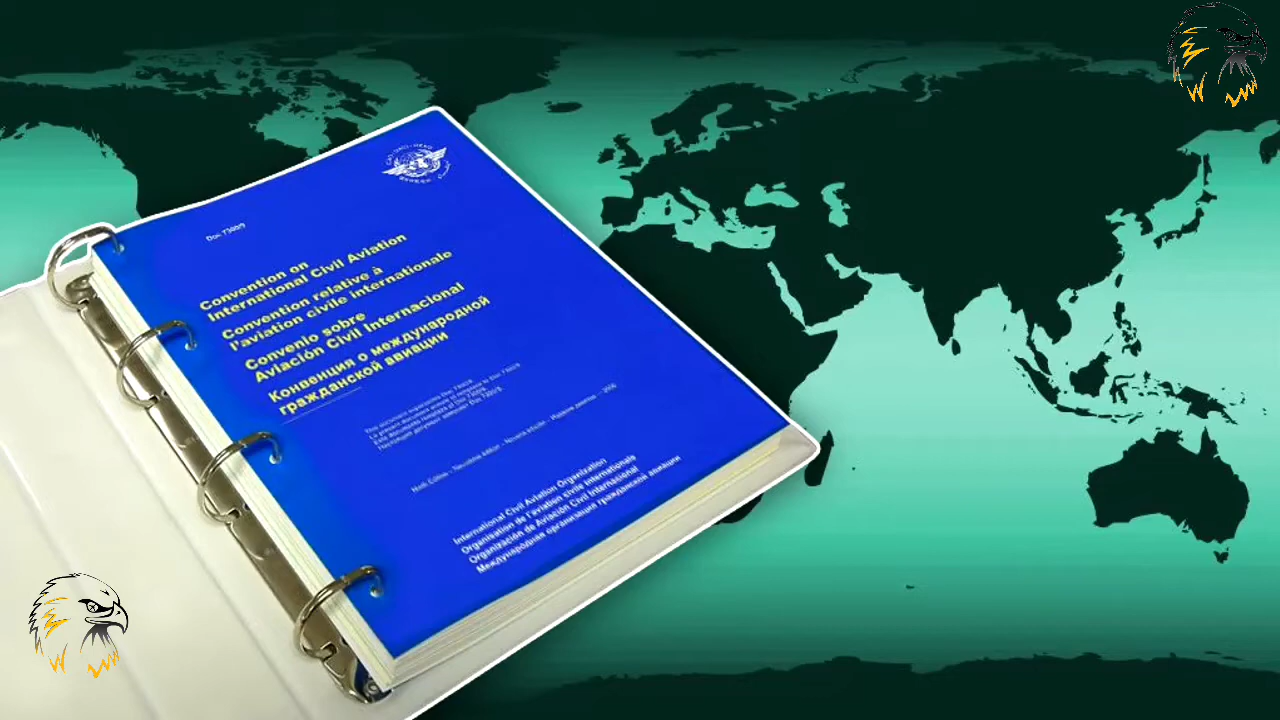 Doc 7300/9
Convention on
International Civil Aviation
Convention relative à
l'aviation civile internationale
Convenio sobre
Aviación Civil Internacional
Конвенция о международной
гражданской авиации
International Civil Aviation Organization
Organisation de l'aviation civile internationale
Organización de Aviación Civil Internacional
Международная организация гражданской авиации